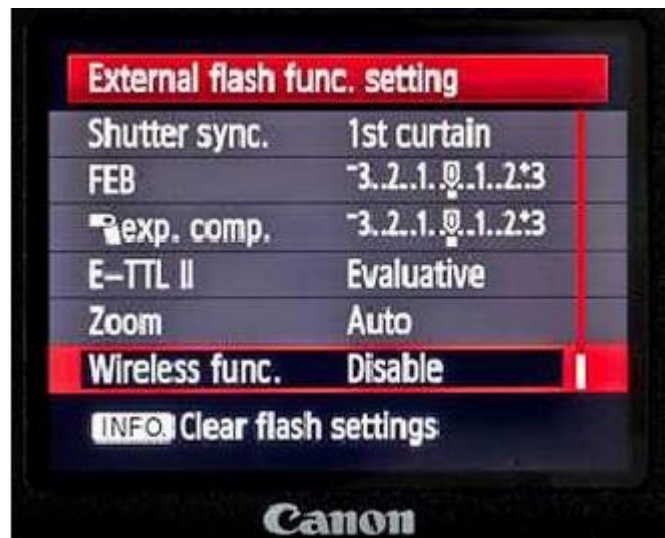 External flash func. setting
Shutter sync. 1st curtain
FEB -3..2..1..0..1..2..+3
exp. comp. -3..2..1..0..1..2..+3
E-TTL II Evaluative
Zoom Auto
Wireless func. Disable
INFO. Clear flash settings
Canon